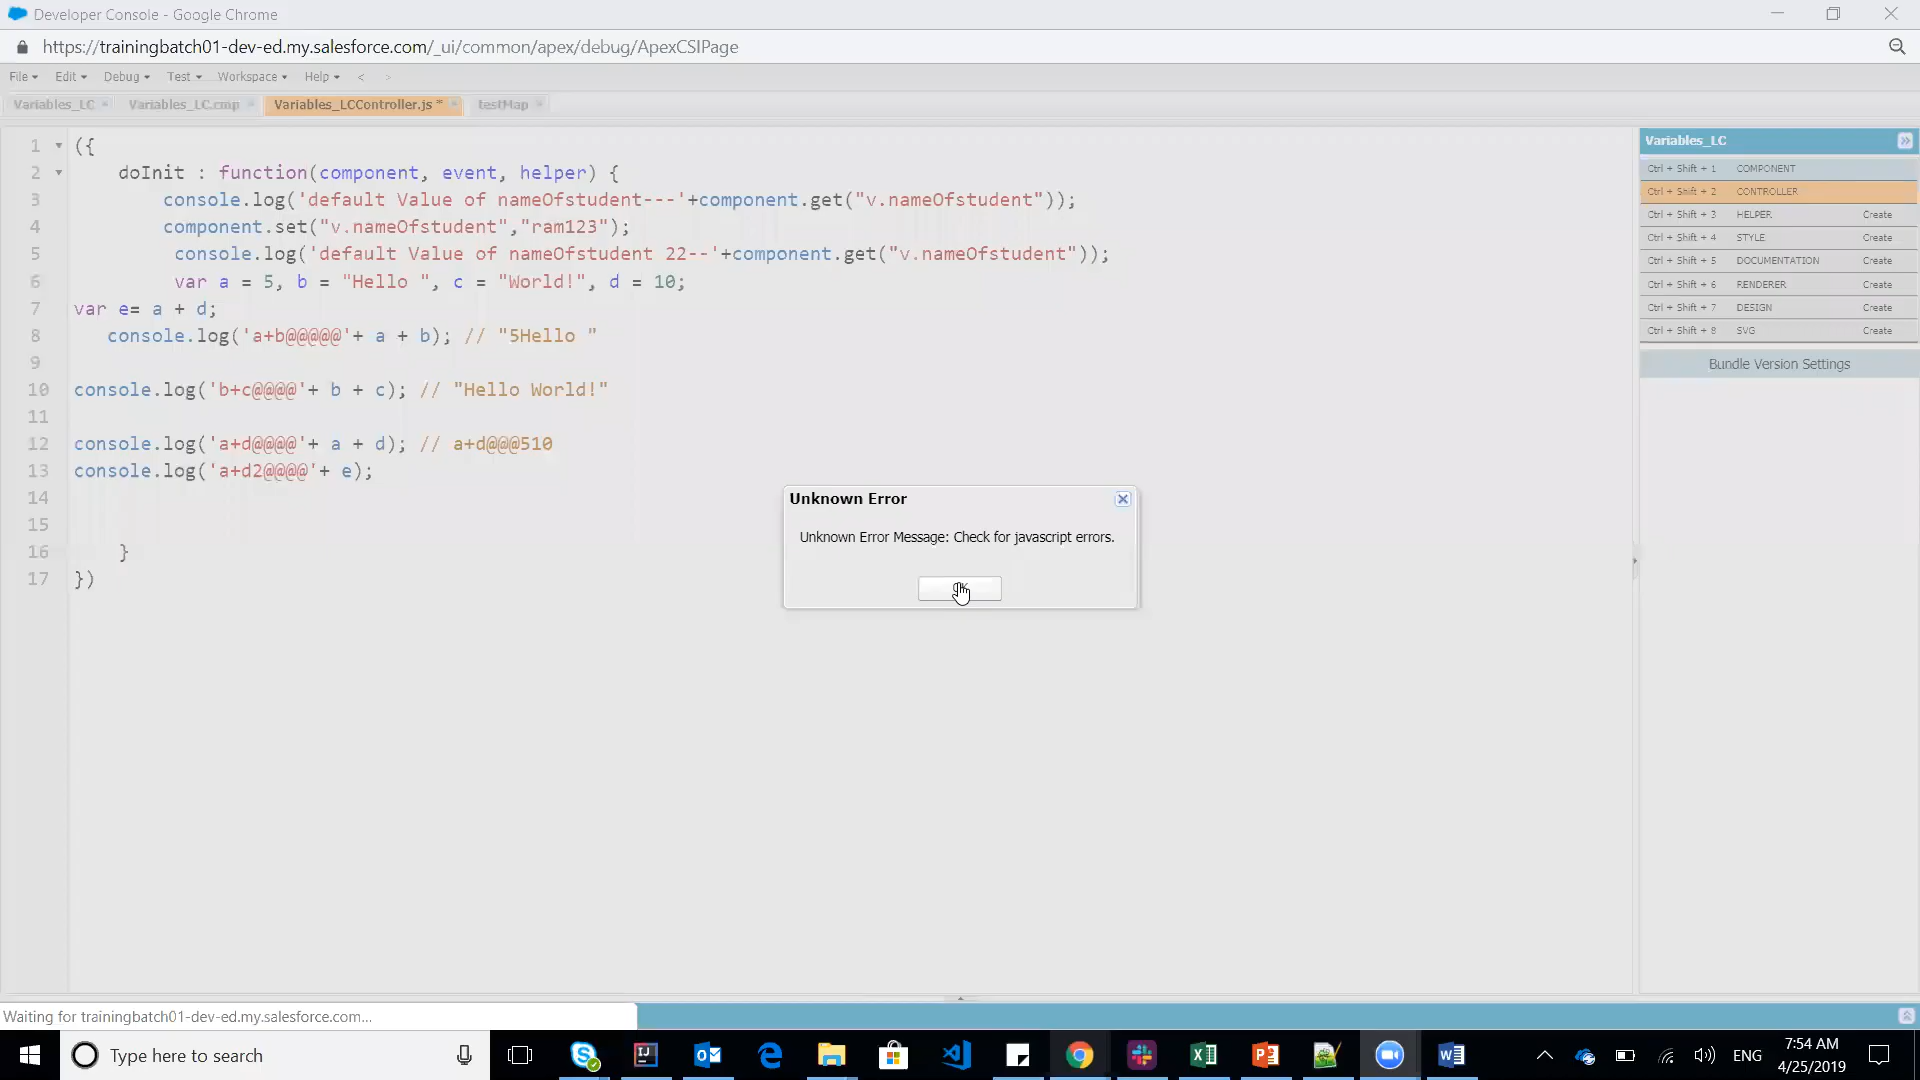 Developer Console - Google Chrome
https://trainingbatch01-dev-ed.my.salesforce.com/_ui/common/apex/debug/ApexCSIPage
File Edit Debug Test Workspace Help < >
Variables_LC Variables_LC.cmp Variables_LCController.js * testMap
1 ({
2 doInit : function(component, event, helper) {
3 console.log('default Value of nameOfstudent---'+component.get("v.nameOfstudent"));
4 component.set("v.nameOfstudent","ram123");
5 console.log('default Value of nameOfstudent 22--'+component.get("v.nameOfstudent"));
6 var a = 5, b = "Hello ", c = "World!", d = 10;
7 var e= a + d;
8 console.log('a+b@@@@@'+ a + b); // "5Hello "
9
10 console.log('b+c@@@@'+ b + c); // "Hello World!"
11
12 console.log('a+d@@@@'+ a + d); // a+d@@@510
13 console.log('a+d2@@@@'+ e);
14
15
16 }
17 })
Variables_LC
Ctrl + Shift + 1 COMPONENT
Ctrl + Shift + 2 CONTROLLER
Ctrl + Shift + 3 HELPER Create
Ctrl + Shift + 4 STYLE Create
Ctrl + Shift + 5 DOCUMENTATION Create
Ctrl + Shift + 6 RENDERER Create
Ctrl + Shift + 7 DESIGN Create
Ctrl + Shift + 8 SVG Create
Bundle Version Settings
Unknown Error
Unknown Error Message: Check for javascript errors.
Waiting for trainingbatch01-dev-ed.my.salesforce.com...
Type here to search
ENG
7:54 AM
4/25/2019